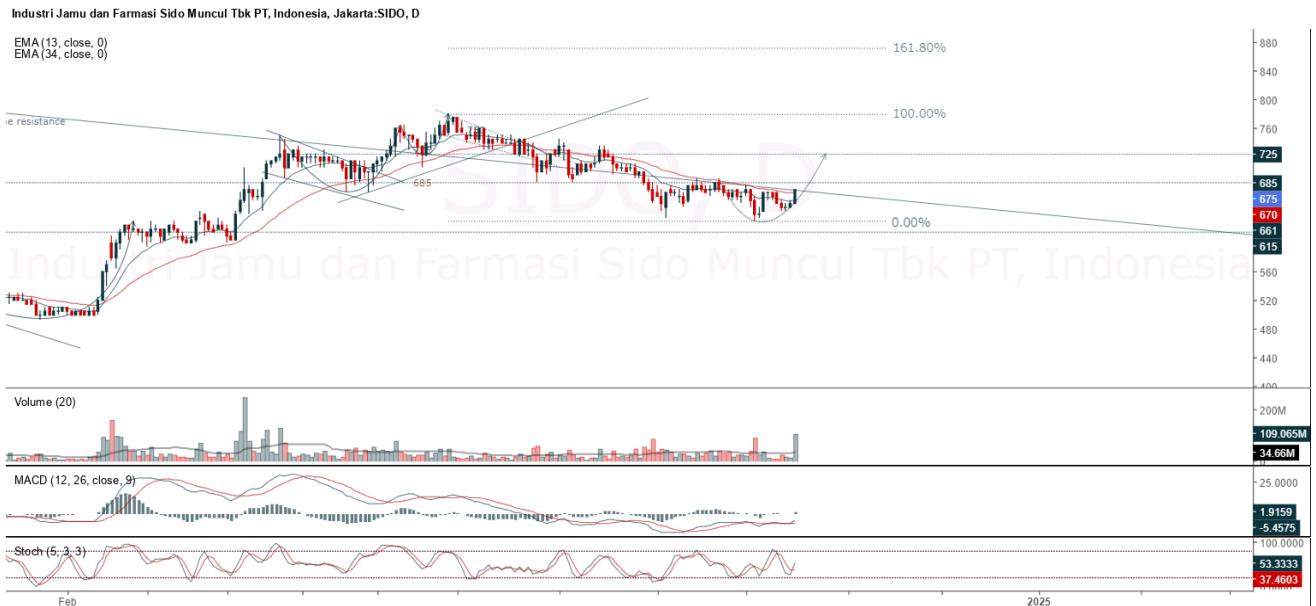 Industri Jamu dan Farmasi Sido Muncul Tbk PT, Indonesia, Jakarta:SIDO, D
EMA (13, close, 0)
EMA (34, close, 0)
161.80%
880
840
100.00%
800
resistance
760
725
685
685
SIDO, D
675
670
0.00%
661
615
Industri Jamu dan Farmasi Sido Muncul Tbk PT, Indonesia
560
520
480
440
400
Volume (20)
200M
109.065M
34.66M
0
MACD (12, 26, close, 9)
25.0000
1.9159
-5.4575
Stoch (5, 3, 3)
100.0000
53.3333
37.4603
Feb
2025